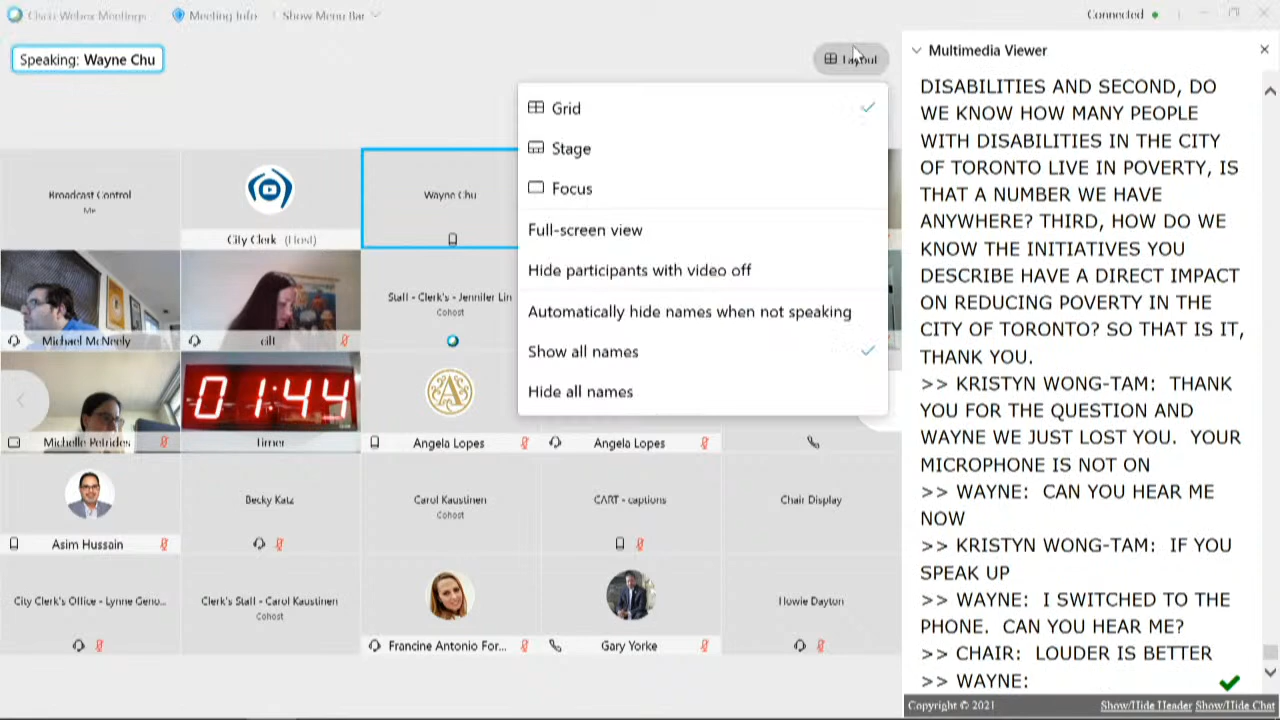 Cisco Webex Meetings
Meeting Info
Show Menu Bar
Connected
Speaking: Wayne Chu
Layout
Grid
Stage
Focus
Full-screen view
Hide participants with video off
Automatically hide names when not speaking
Show all names
Hide all names
Broadcast Control
Me
City Clerk (Host)
Wayne Chu
Michael McNeely
cilt
Staff - Clerk's - Jennifer Lin
Cohost
Michelle Petrides
01:44
Timer
A
Angela Lopes
Angela Lopes
Asim Hussain
Becky Katz
Carol Kaustinen
Cohost
CART - captions
Chair Display
City Clerk's Office - Lynne Geno...
Clerk's Staff - Carol Kaustinen
Cohost
Francine Antonio For...
Gary Yorke
Howie Dayton
Multimedia Viewer
DISABILITIES AND SECOND, DO
WE KNOW HOW MANY PEOPLE
WITH DISABILITIES IN THE CITY
OF TORONTO LIVE IN POVERTY, IS
THAT A NUMBER WE HAVE
ANYWHERE? THIRD, HOW DO WE
KNOW THE INITIATIVES YOU
DESCRIBE HAVE A DIRECT IMPACT
ON REDUCING POVERTY IN THE
CITY OF TORONTO? SO THAT IS IT,
THANK YOU.
>> KRISTYN WONG-TAM: THANK
YOU FOR THE QUESTION AND
WAYNE WE JUST LOST YOU. YOUR
MICROPHONE IS NOT ON
>> WAYNE: CAN YOU HEAR ME
NOW
>> KRISTYN WONG-TAM: IF YOU
SPEAK UP
>> WAYNE: I SWITCHED TO THE
PHONE. CAN YOU HEAR ME?
>> CHAIR: LOUDER IS BETTER
>> WAYNE:
Copyright © 2021
Show/Hide Header Show/Hide Chat